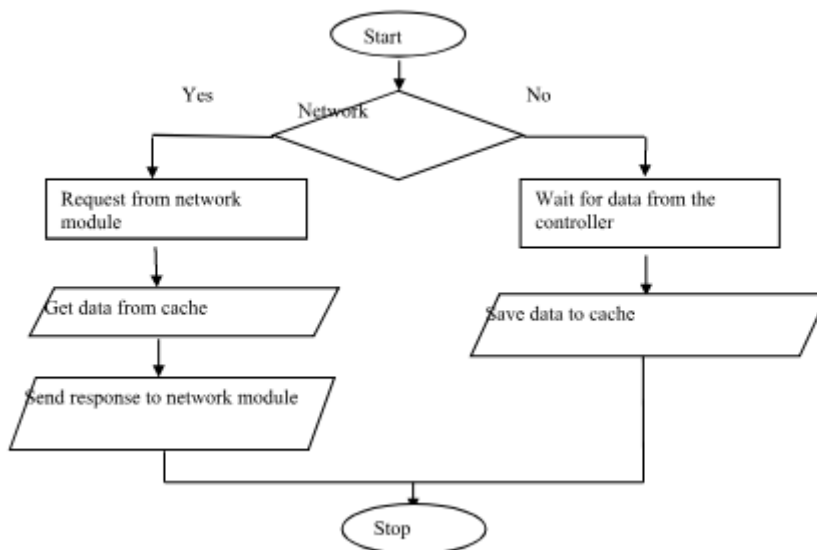 Start
Yes
No
Network
Request from network
module
Wait for data from the
controller
Get data from cache
Save data to cache
Send response to network module
Stop